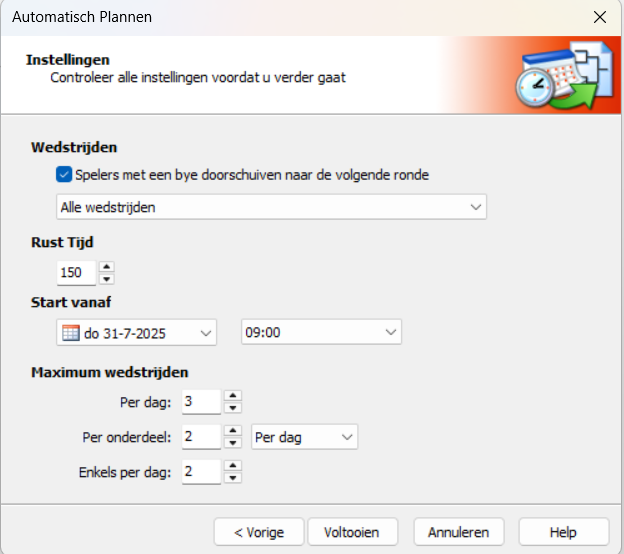 Automatisch Plannen
Instellingen
Controleer alle instellingen voordat u verder gaat
Wedstrijden
Spelers met een bye doorschuiven naar de volgende ronde
Alle wedstrijden
Rust Tijd
150
Start vanaf
do 31-7-2025 09:00
Maximum wedstrijden
Per dag: 3
Per onderdeel: 2 Per dag
Enkels per dag: 2
< Vorige Voltooien Annuleren Help